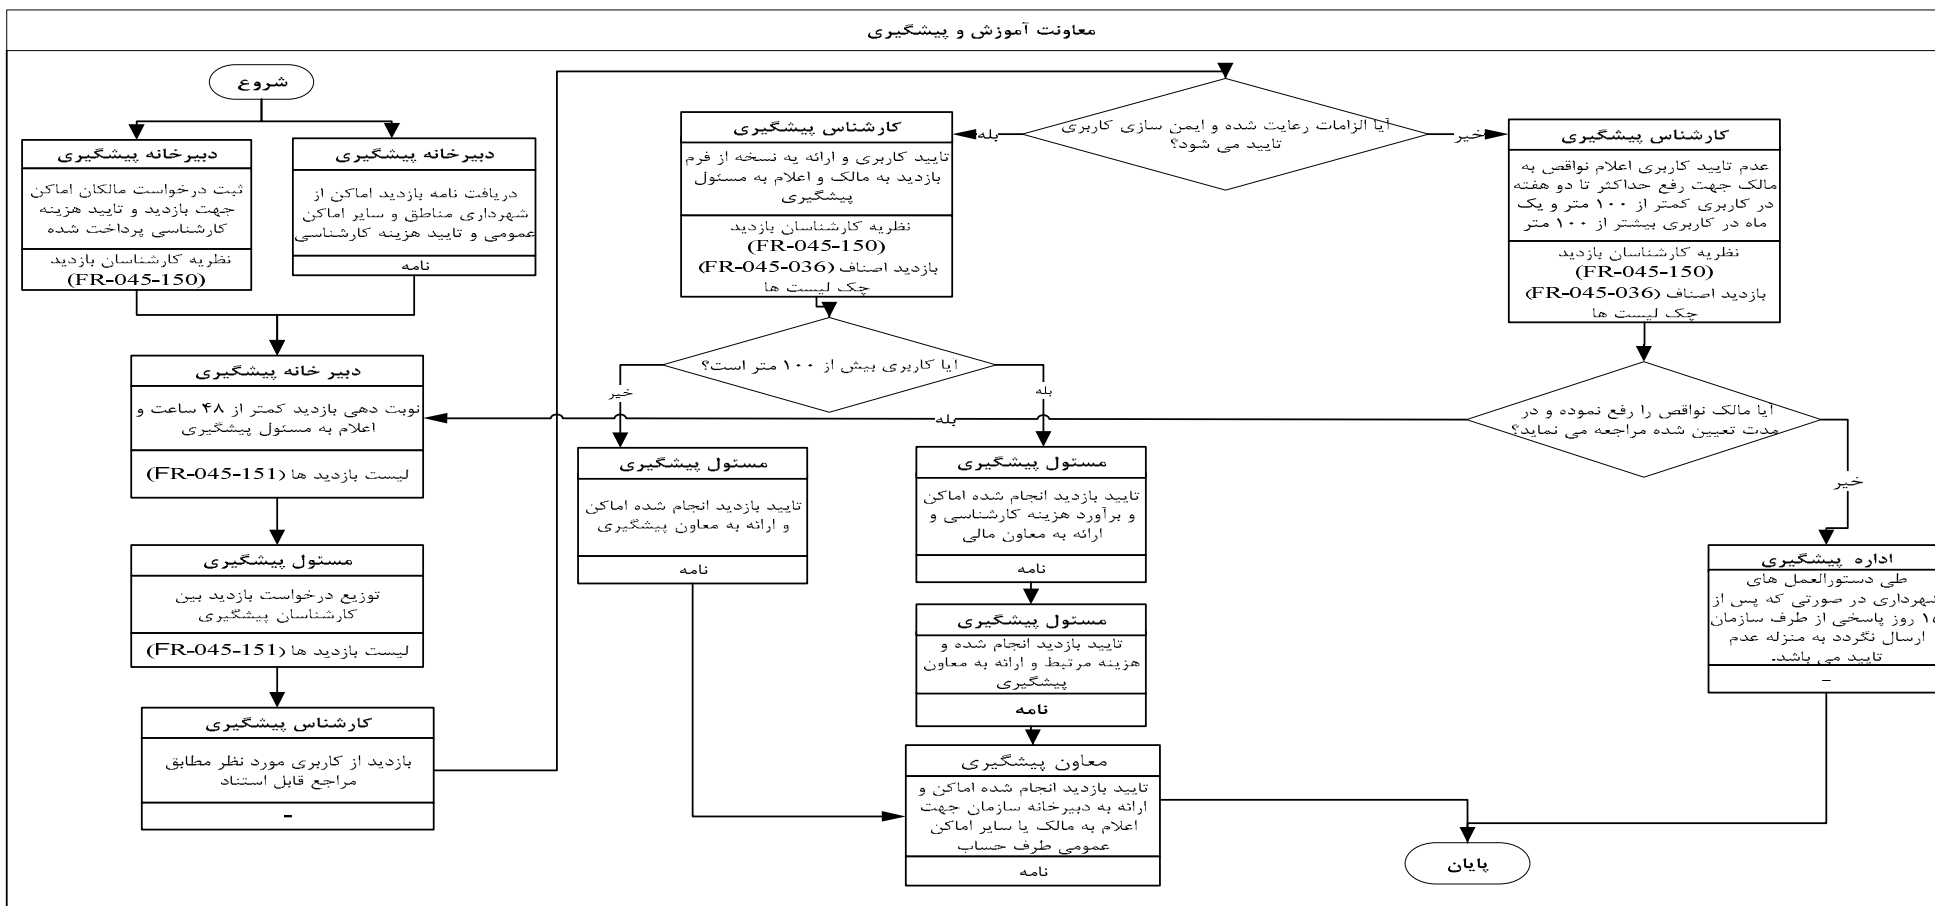 معاونت آموزش و پیشگیری
شروع
دبیرخانه پیشگیری
ثبت درخواست مالکان اماکن
جهت بازدید و تایید هزینه
کارشناسی پرداخت شده
نظریه کارشناسان بازدید
(FR-045-150)
دبیرخانه پیشگیری
دریافت نامه بازدید اماکن از
شهرداری مناطق و سایر اماکن
عمومی و تایید هزینه کارشناسی
نامه
دبیر خانه پیشگیری
نوبت دهی بازدید کمتر از ۴۸ ساعت و
اعلام به مسئول پیشگیری
لیست بازدید ها (FR-045-151)
مسئول پیشگیری
توزیع درخواست بازدید بین
کارشناسان پیشگیری
لیست بازدید ها (FR-045-151)
کارشناس پیشگیری
بازدید از کاربری مورد نظر مطابق
مراجع قابل استناد
-
آیا الزامات رعایت شده و ایمن سازی کاربری
تایید می شود؟
بله
خیر
کارشناس پیشگیری
تایید کاربری و ارائه یه نسخه از فرم
بازدید به مالک و اعلام به مسئول
پیشگیری
نظریه کارشناسان بازدید
(FR-045-150)
بازدید اصناف (FR-045-036)
چک لیست ها
کارشناس پیشگیری
عدم تایید کاربری اعلام نواقص به
مالک جهت رفع حداکثر تا دو هفته
در کاربری کمتر از ۱۰۰ متر و یک
ماه در کاربری بیشتر از ۱۰۰ متر
نظریه کارشناسان بازدید
(FR-045-150)
بازدید اصناف (FR-045-036)
چک لیست ها
آیا کاربری بیش از ۱۰۰ متر است؟
خیر
بله
آیا مالک نواقص را رفع نموده و در
مدت تعیین شده مراجعه می نماید؟
بله
خیر
مسئول پیشگیری
تایید بازدید انجام شده اماکن
و ارائه به معاون پیشگیری
نامه
مسئول پیشگیری
تایید بازدید انجام شده اماکن
و برآورد هزینه کارشناسی و
ارائه به معاون مالی
نامه
مسئول پیشگیری
تایید بازدید انجام شده و
هزینه مرتبط و ارائه به معاون
پیشگیری
نامه
معاون پیشگیری
تایید بازدید انجام شده اماکن و
ارائه به دبیرخانه سازمان جهت
اعلام به مالک یا سایر اماکن
عمومی طرف حساب
نامه
اداره پیشگیری
طی دستورالعمل های
شهرداری در صورتی که پس از
روز پاسخی از طرف سازمان
ارسال نگردد به منزله عدم
تایید می باشد.
-
پایان